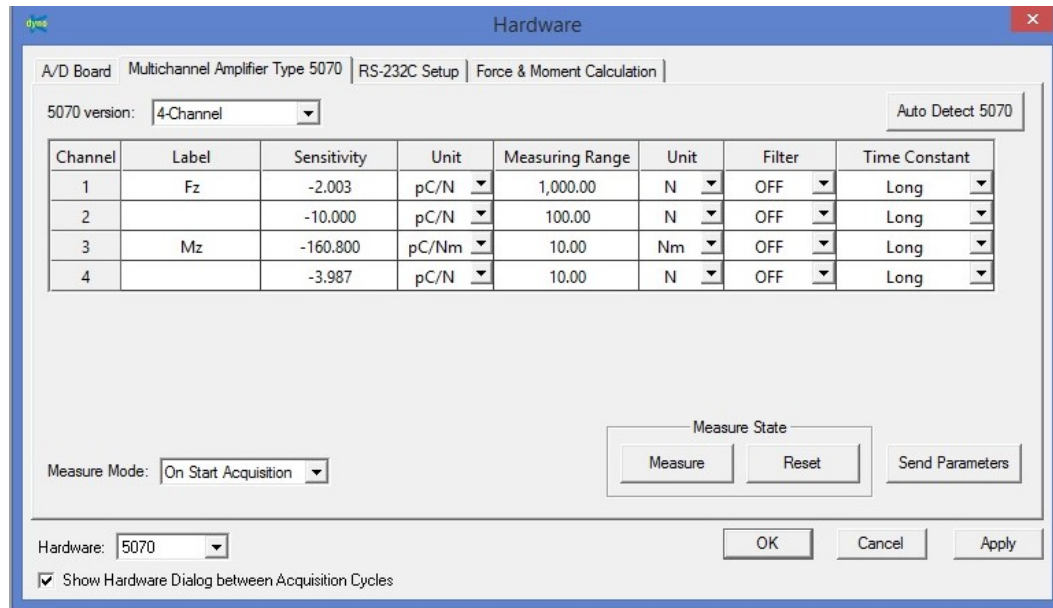 dyno Hardware
A/D Board Multichannel Amplifier Type 5070 RS-232C Setup Force & Moment Calculation
5070 version: 4-Channel Auto Detect 5070
Channel Label Sensitivity Unit Measuring Range Unit Filter Time Constant
1 Fz -2.003 pC/N 1,000.00 N OFF Long
2 -10.000 pC/N 100.00 N OFF Long
3 Mz -160.800 pC/Nm 10.00 Nm OFF Long
4 -3.987 pC/N 10.00 N OFF Long
Measure State
Measure Mode: On Start Acquisition Measure Reset Send Parameters
Hardware: 5070 OK Cancel Apply
Show Hardware Dialog between Acquisition Cycles